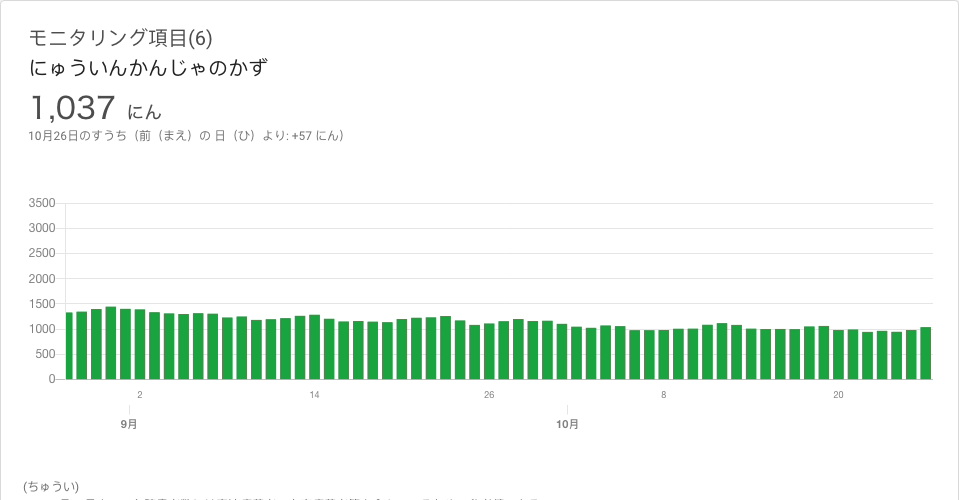 モニタリング項目(6)
にゅういんかんじゃのかず
1,037 にん
10月26日のすうち（前（まえ）の 日（ひ）より: +57 にん）
3500
3000
2500
2000
1500
1000
500
0
2 14 26 8 20
9月 10月
(ちゅうい)